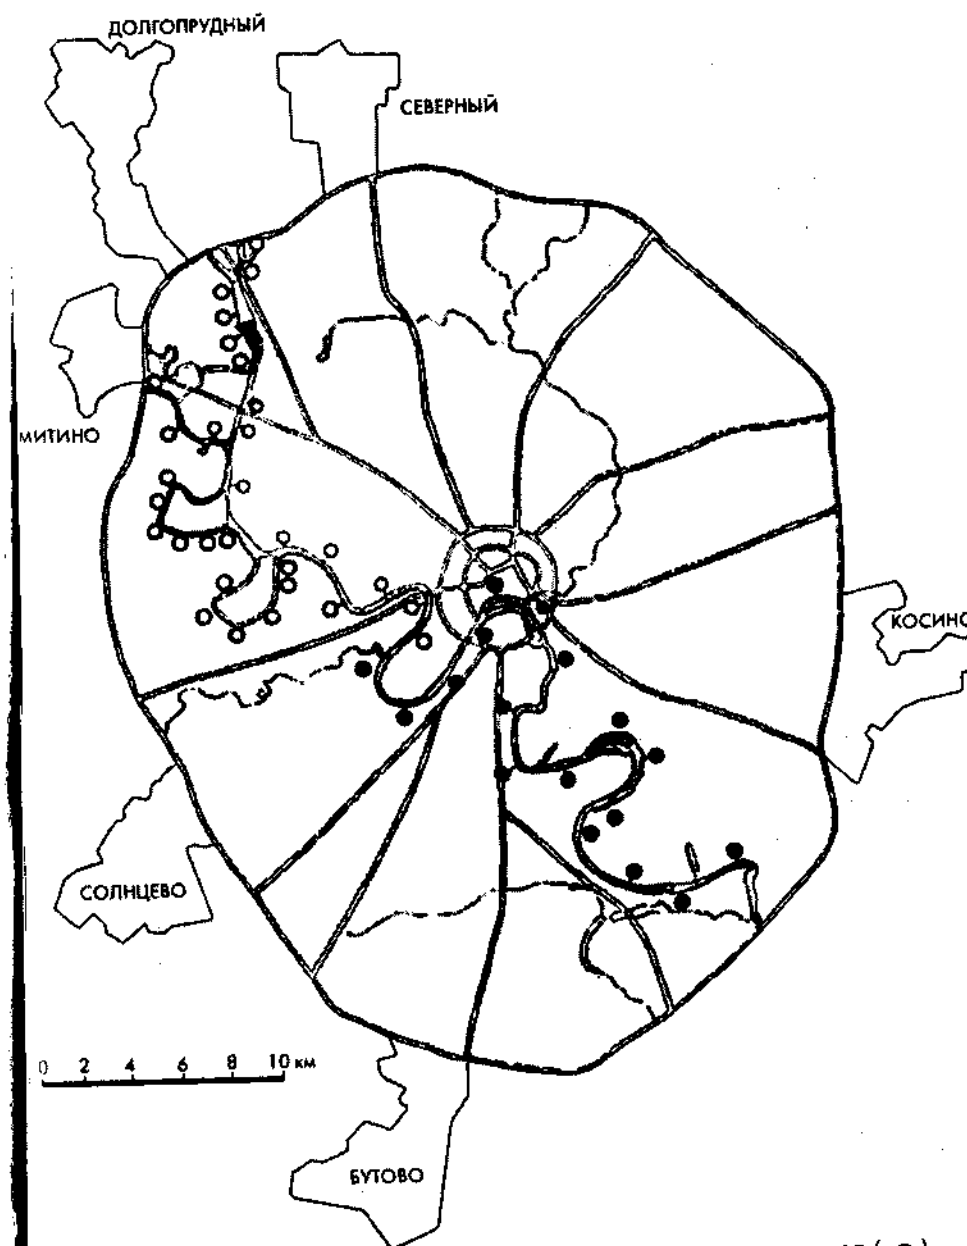 ДОЛГОПРУДНЫЙ
СЕВЕРНЫЙ
МИТИНО
КОСИНО
СОЛНЦЕВО
0 2 4 6 8 10 км
БУТОВО